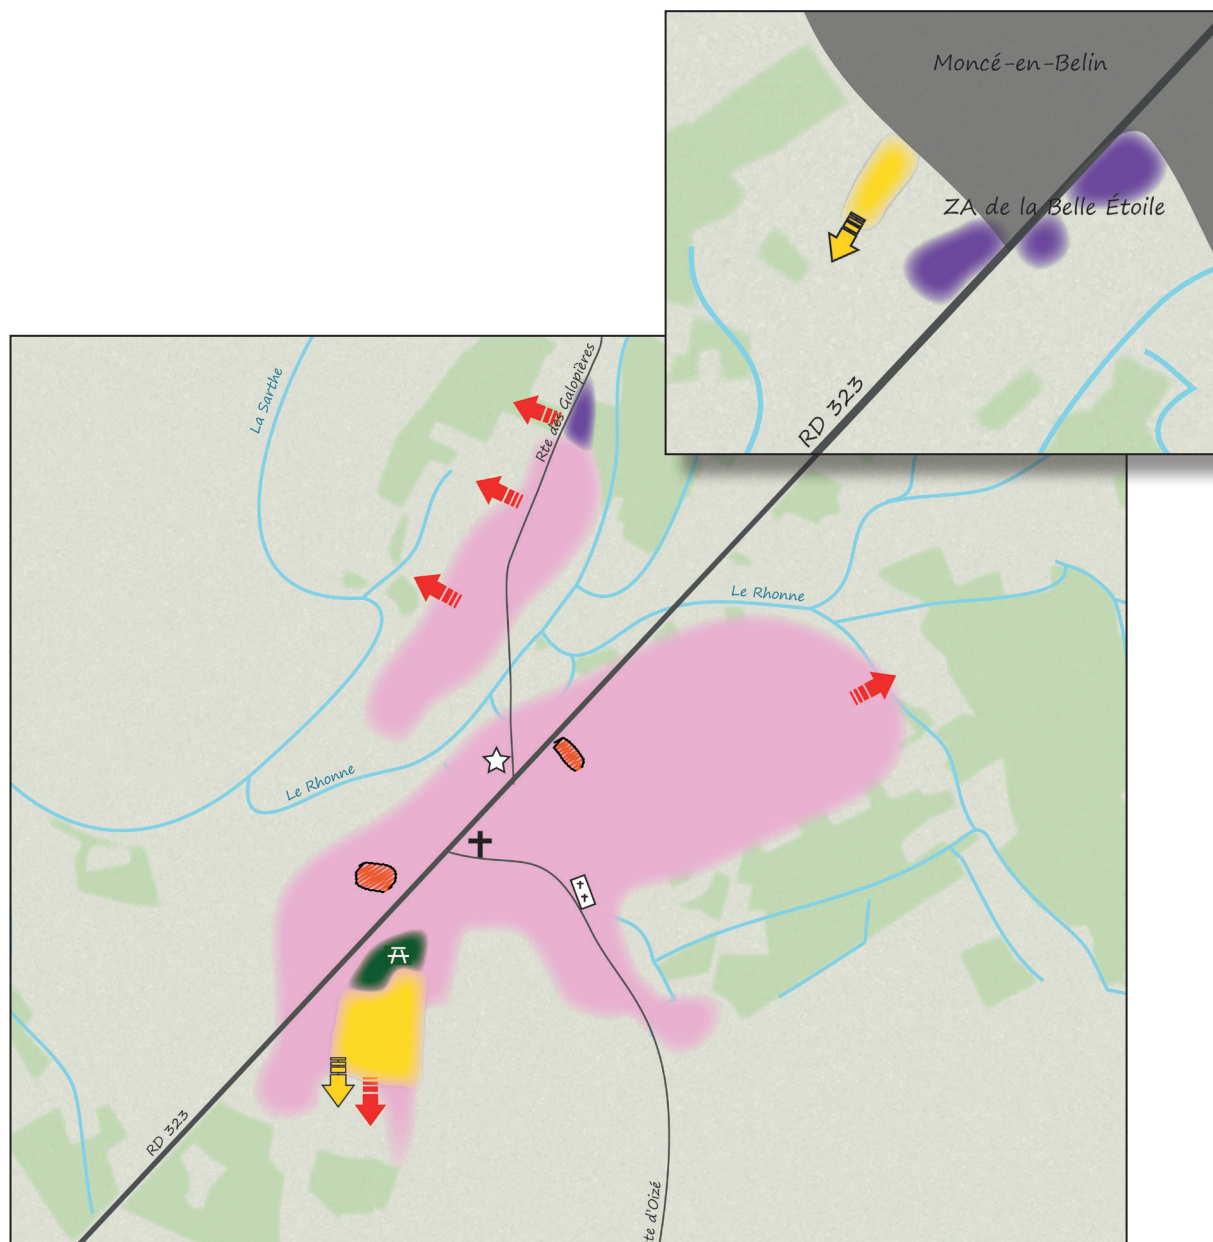 Moncé-en-Belin
ZA de la Belle Étoile
RD 323
La Sarthe
Rte des Galopières
Le Rhonne
Le Rhonne
RD 323
te d'Oizé